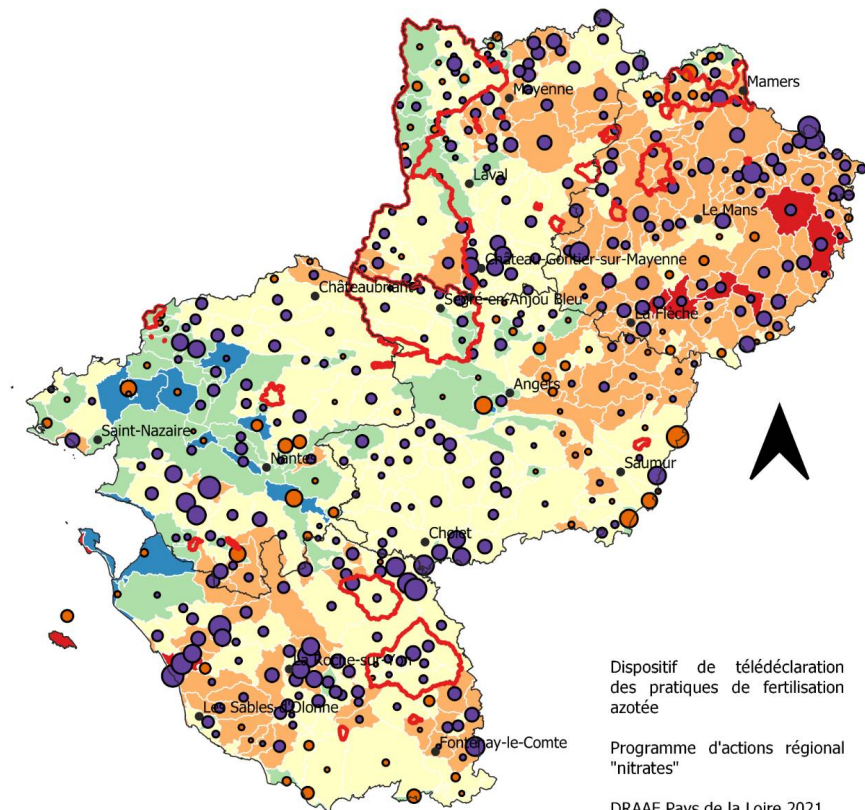 Mamers
Mayenne
Laval
Le Mans
Château-Gontier-sur-Mayenne
Châteaubriant
Segré-en-Anjou Bleu
La Flèche
Angers
Saint-Nazaire
Nantes
Saumur
Cholet
La Roche-sur-Yon
Les Sables-d'Olonne
Fontenay-le-Comte
Dispositif de télédéclaration
des pratiques de fertilisation
azotée
Programme d'actions régional
"nitrates"
DRAAF Pays de la Loire 2021